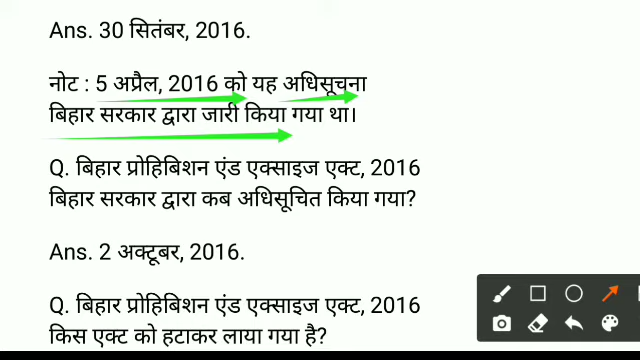 Ans. 30 सितंबर, 2016.
नोट : 5 अप्रैल, 2016 को यह अधिसूचना
बिहार सरकार द्वारा जारी किया गया था।
Q. बिहार प्रोहिबिशन एंड एक्साइज एक्ट, 2016
बिहार सरकार द्वारा कब अधिसूचित किया गया?
Ans. 2 अक्टूबर, 2016.
Q. बिहार प्रोहिबिशन एंड एक्साइज एक्ट, 2016
किस एक्ट को हटाकर लाया गया है?